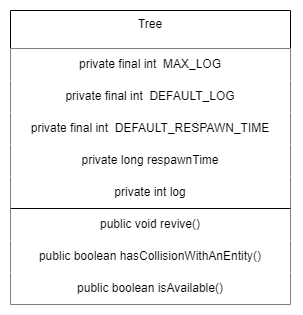 Tree
private final int  MAX_LOG
private final int  DEFAULT_LOG
private final int  DEFAULT_RESPAWN_TIME
private long respawnTime
private int log
public void revive()
public boolean hasCollisionWithAnEntity()
public boolean isAvailable()